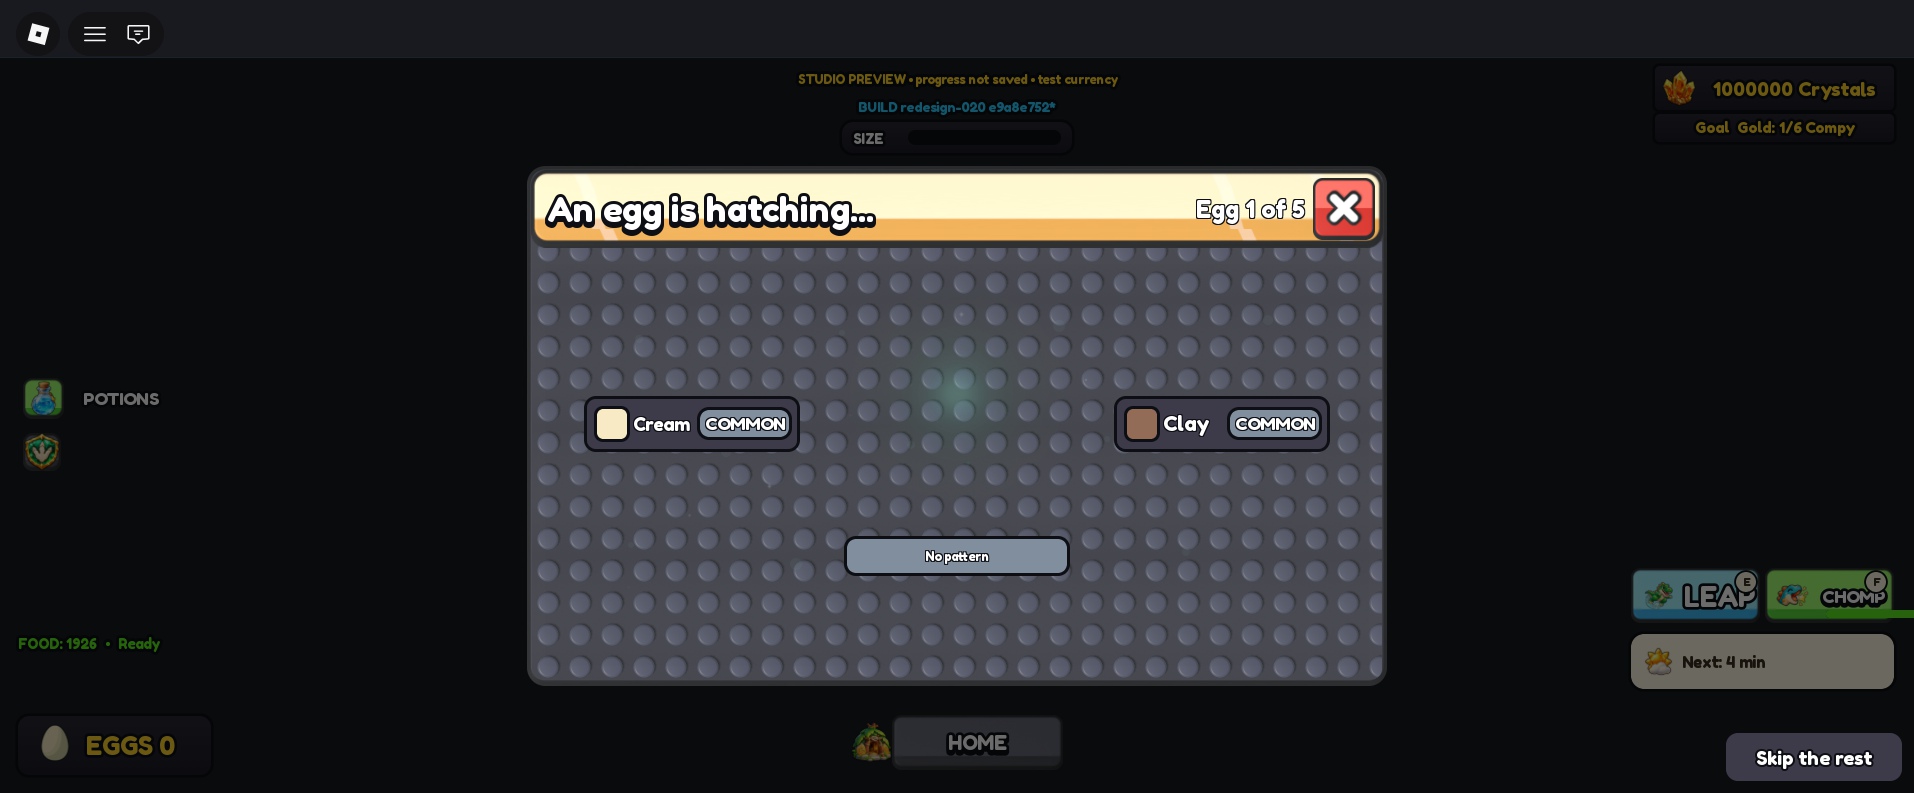 STUDIO PREVIEW • progress not saved • test currency
BUILD redesign-020 e9a8e752*
SIZE
1000000 Crystals
Goal Gold: 1/6 Compy
An egg is hatching...
Egg 1 of 5
POTIONS
Cream COMMON
Clay COMMON
No pattern
LEAP E
CHOMP F
FOOD: 1926 • Ready
Next: 4 min
EGGS 0
HOME
Skip the rest